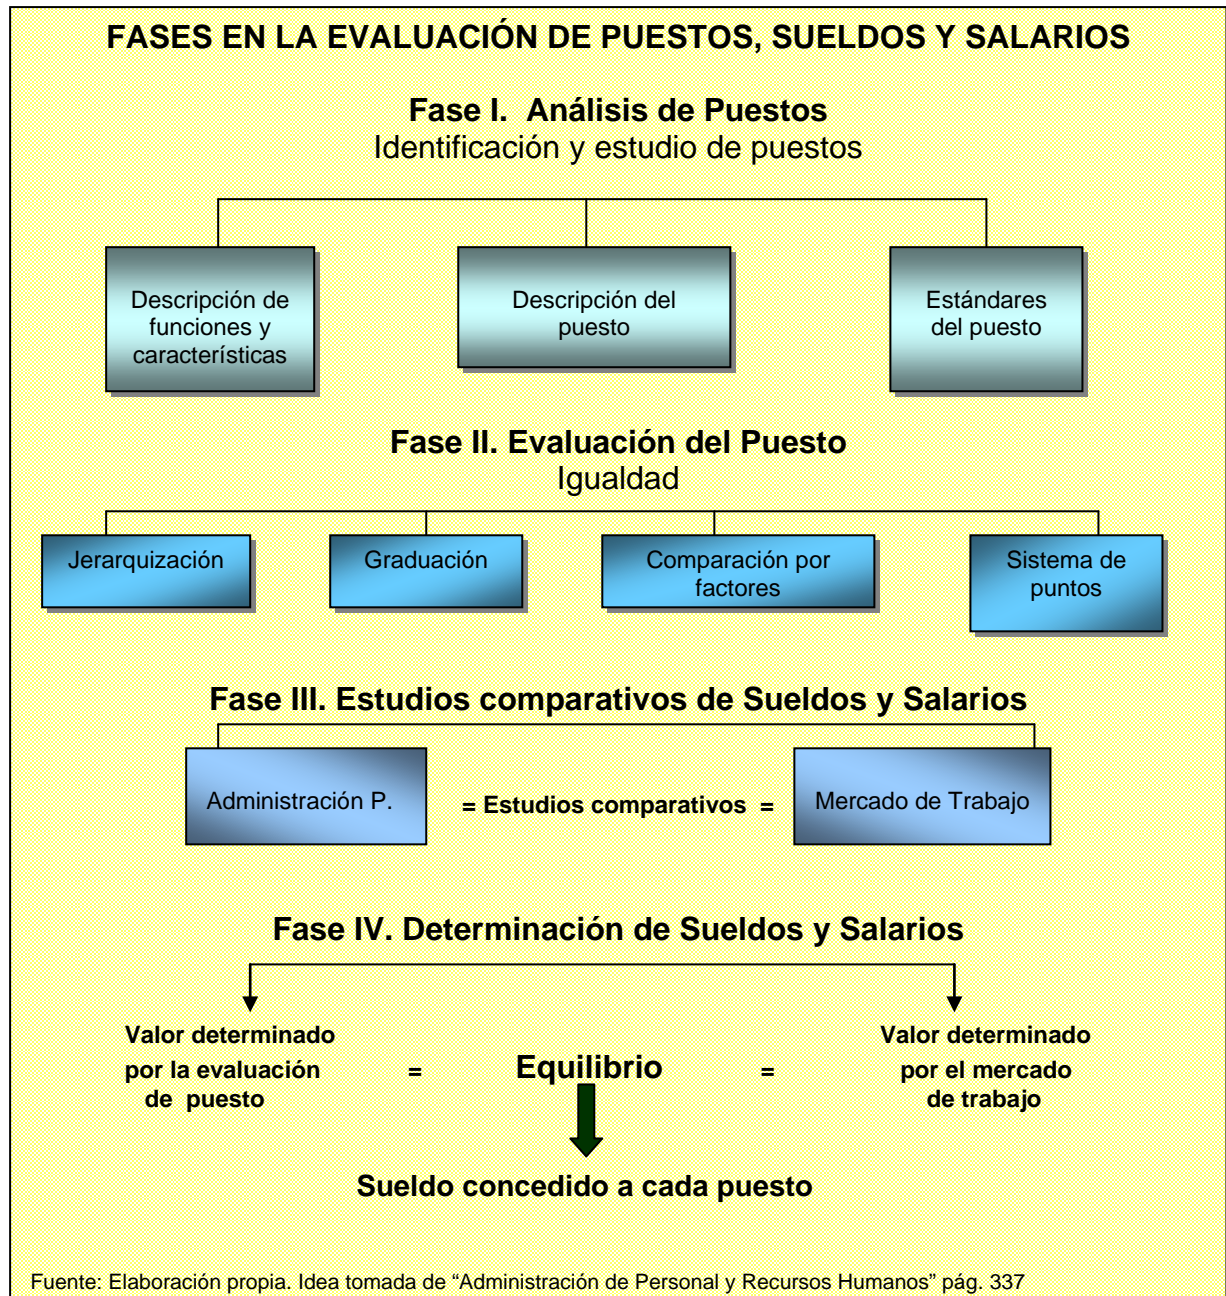 FASES EN LA EVALUACIÓN DE PUESTOS, SUELDOS Y SALARIOS
Fase I. Análisis de Puestos
Identificación y estudio de puestos
Descripción de
funciones y
características
Descripción del
puesto
Estándares
del puesto
Fase II. Evaluación del Puesto
Igualdad
Jerarquización
Graduación
Comparación por
factores
Sistema de
puntos
Fase III. Estudios comparativos de Sueldos y Salarios
Administración P.
= Estudios comparativos =
Mercado de Trabajo
Fase IV. Determinación de Sueldos y Salarios
Valor determinado
por la evaluación
de puesto
=
Equilibrio
=
Valor determinado
por el mercado
de trabajo
Sueldo concedido a cada puesto
Fuente: Elaboración propia. Idea tomada de “Administración de Personal y Recursos Humanos” pág. 337